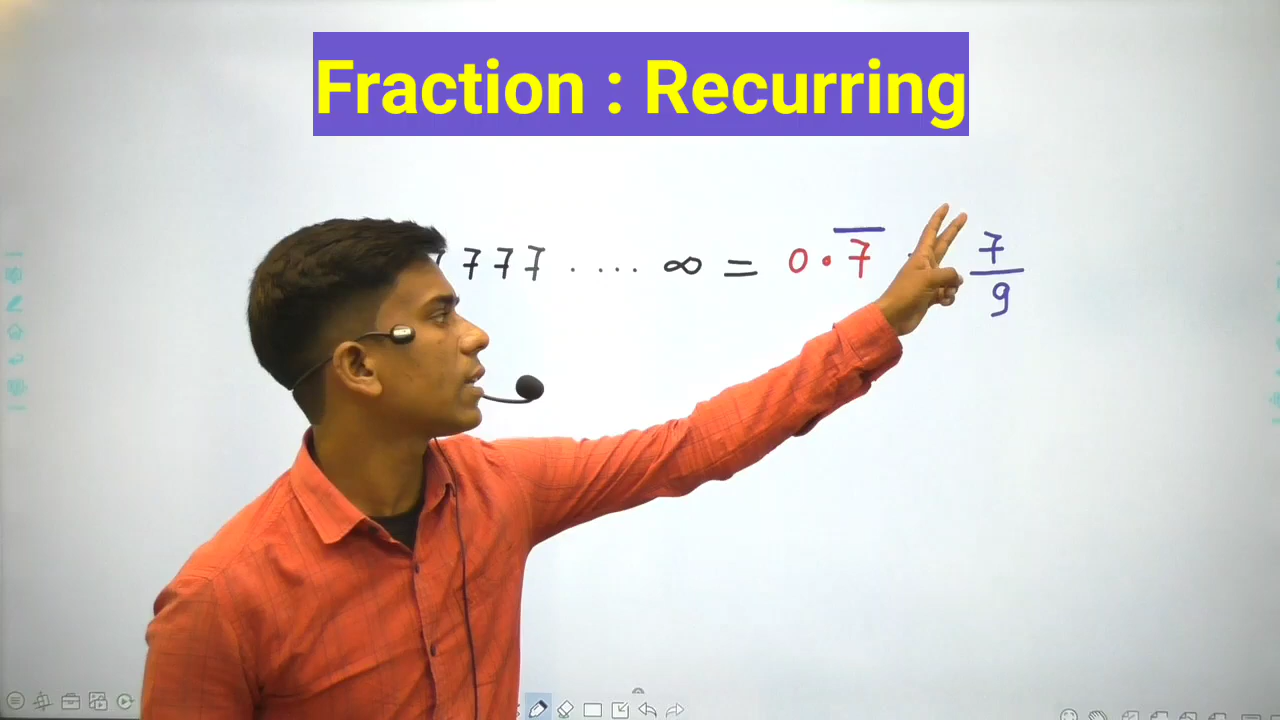 Fraction : Recurring
777 ..... ∞ = 0.7̅ 7/9